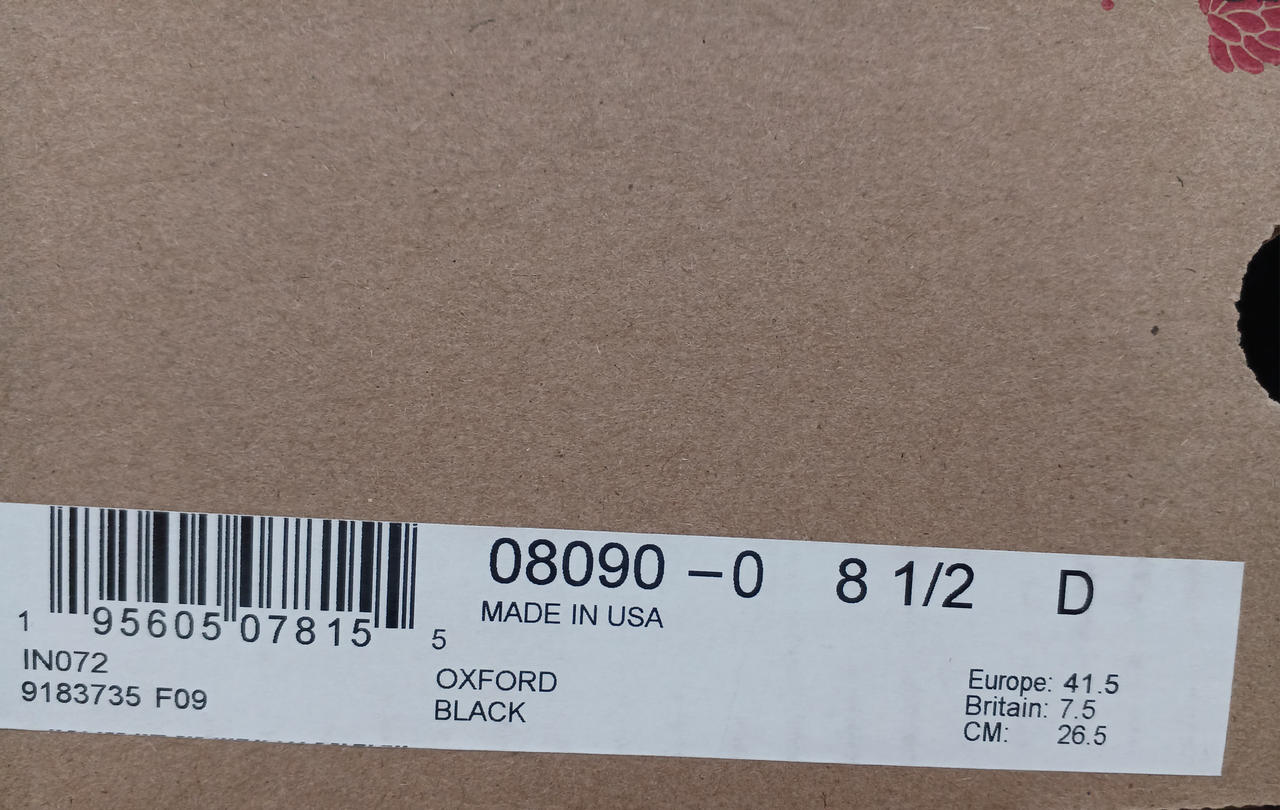 08090 –0 8 1/2 D
MADE IN USA
1 95605 07815 5
IN072
9183735 F09
OXFORD
BLACK
Europe: 41.5
Britain: 7.5
CM: 26.5